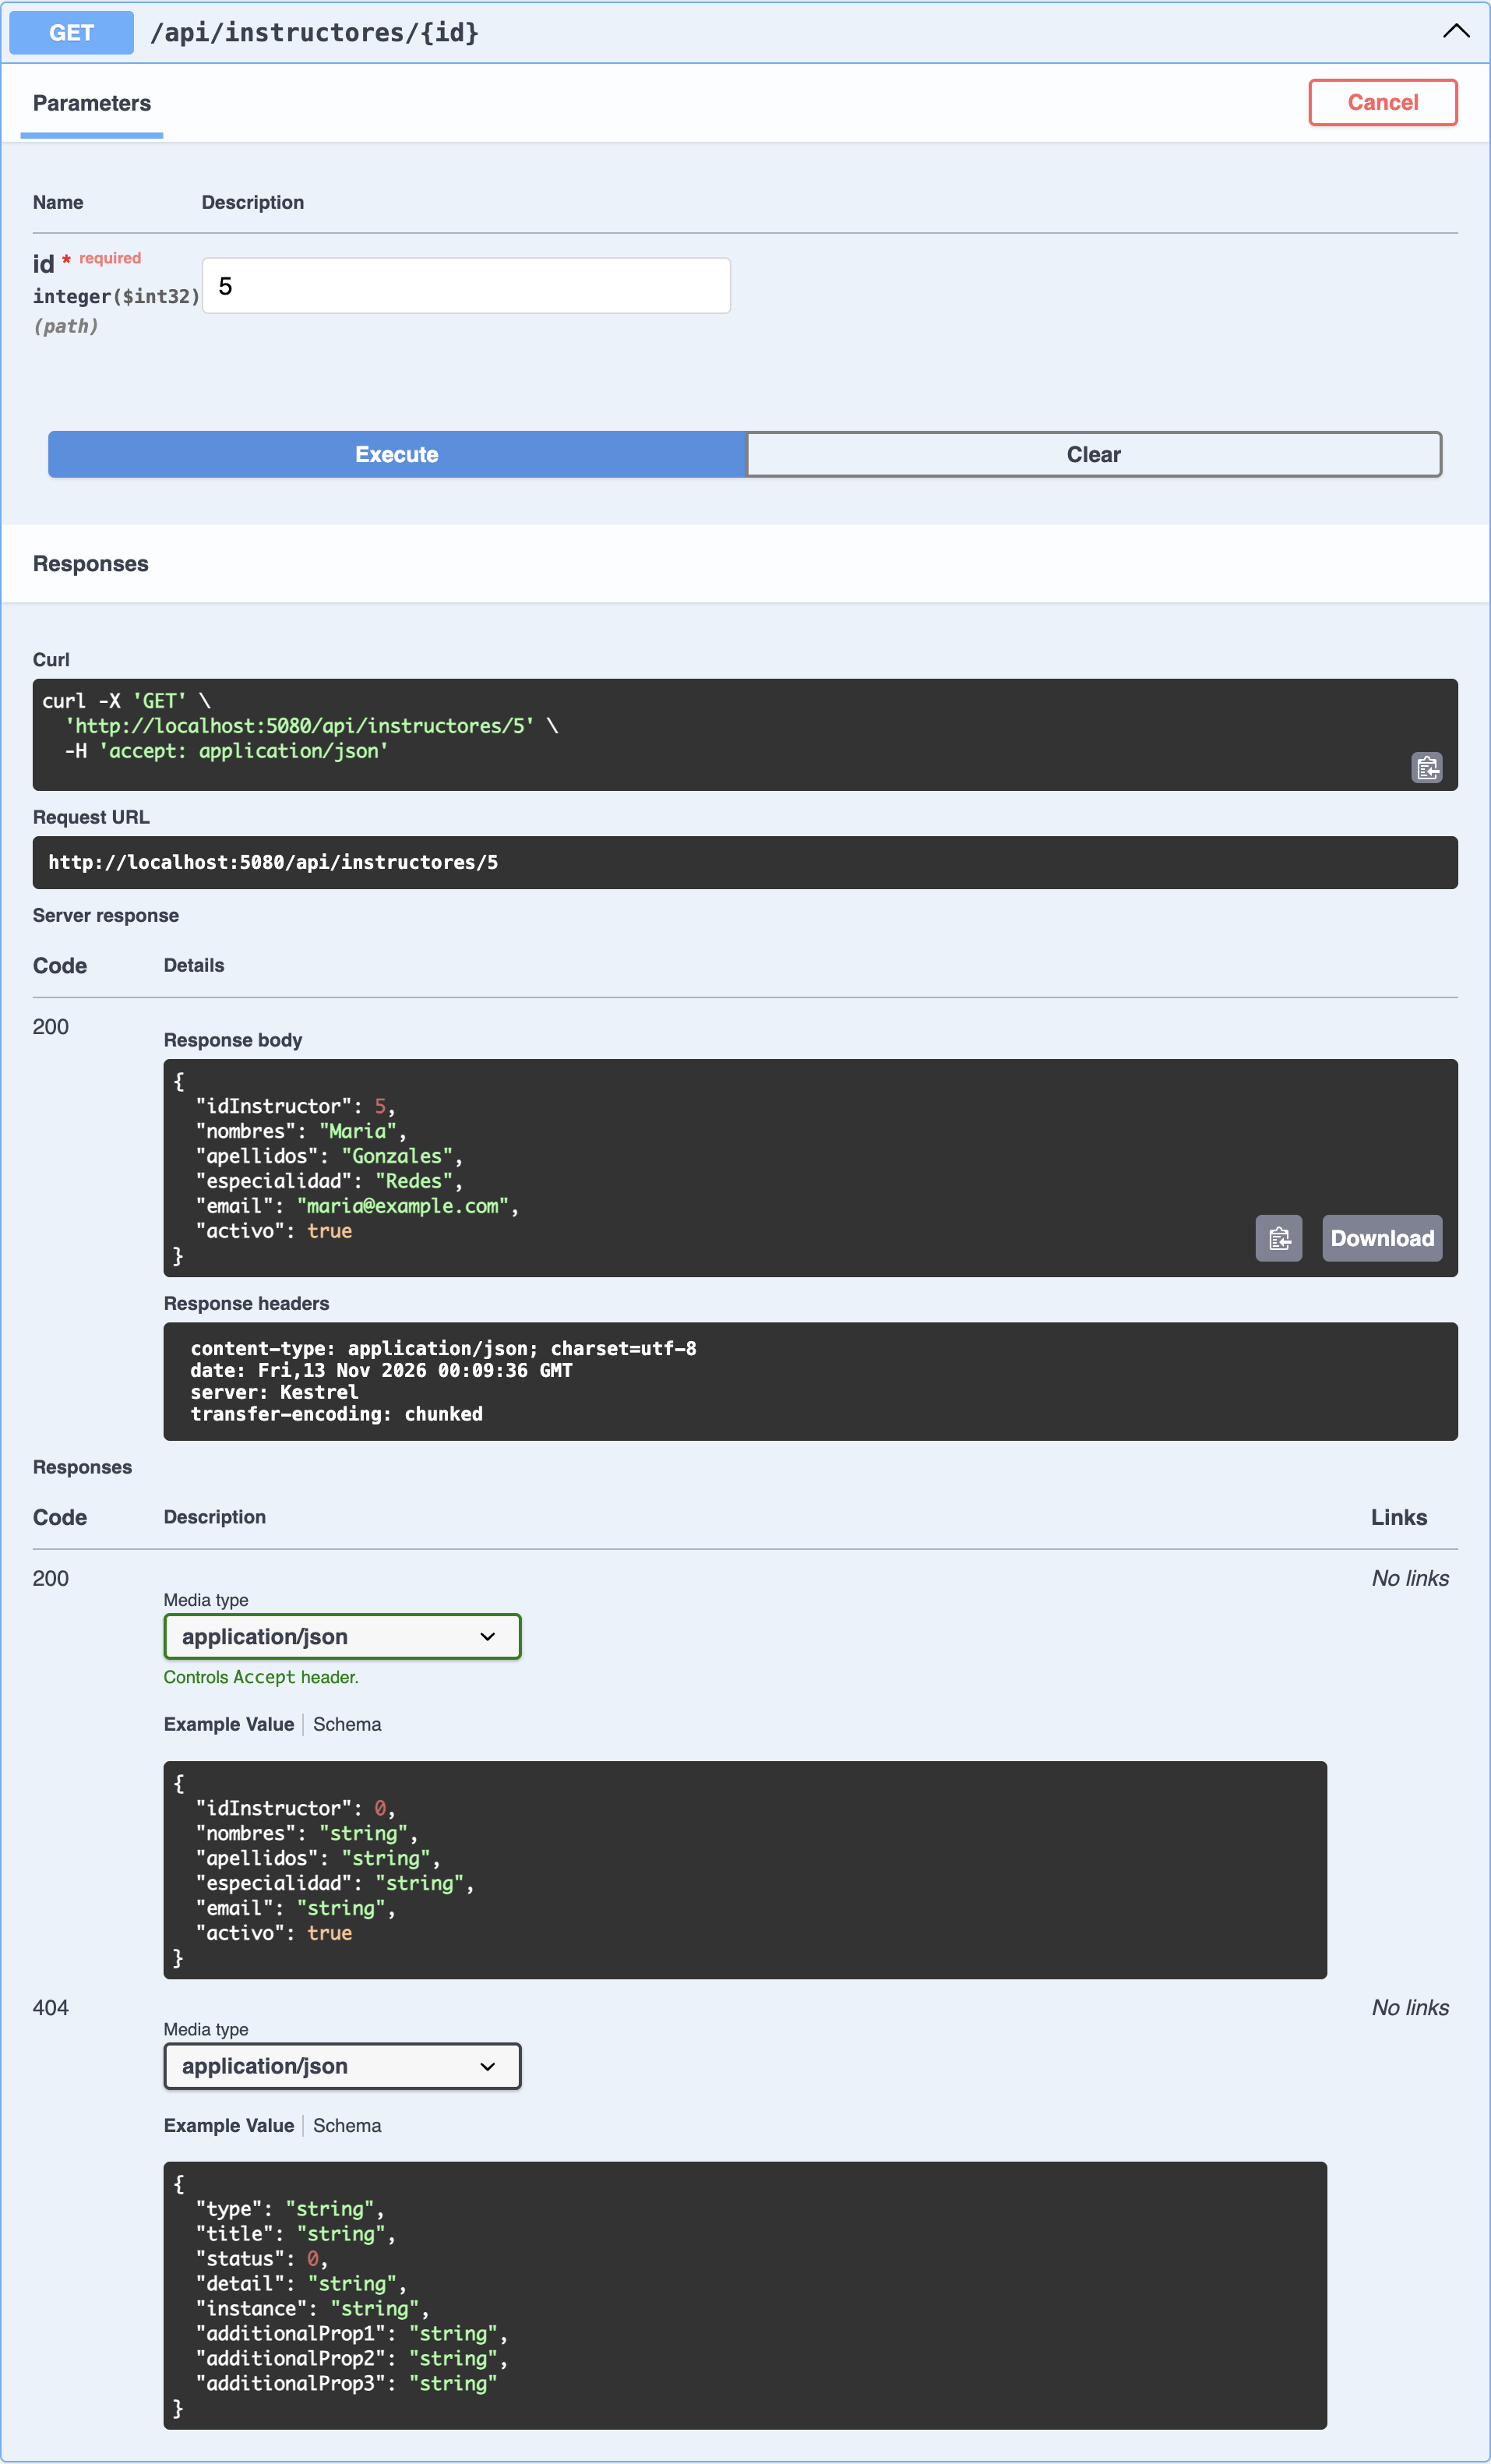 GET /api/instructores/{id}
Parameters
Cancel
Name Description
id * required
integer($int32)
(path)
5
Execute
Clear
Responses
Curl
curl -X 'GET' \
  'http://localhost:5080/api/instructores/5' \
  -H 'accept: application/json'
Request URL
http://localhost:5080/api/instructores/5
Server response
Code Details
200
Response body
{
  "idInstructor": 5,
  "nombres": "Maria",
  "apellidos": "Gonzales",
  "especialidad": "Redes",
  "email": "maria@example.com",
  "activo": true
}
Download
Response headers
content-type: application/json; charset=utf-8
date: Fri,13 Nov 2026 00:09:36 GMT
server: Kestrel
transfer-encoding: chunked
Responses
Code Description Links
200 No links
Media type
application/json
Controls Accept header.
Example Value Schema
{
  "idInstructor": 0,
  "nombres": "string",
  "apellidos": "string",
  "especialidad": "string",
  "email": "string",
  "activo": true
}
404 No links
Media type
application/json
Example Value Schema
{
  "type": "string",
  "title": "string",
  "status": 0,
  "detail": "string",
  "instance": "string",
  "additionalProp1": "string",
  "additionalProp2": "string",
  "additionalProp3": "string"
}